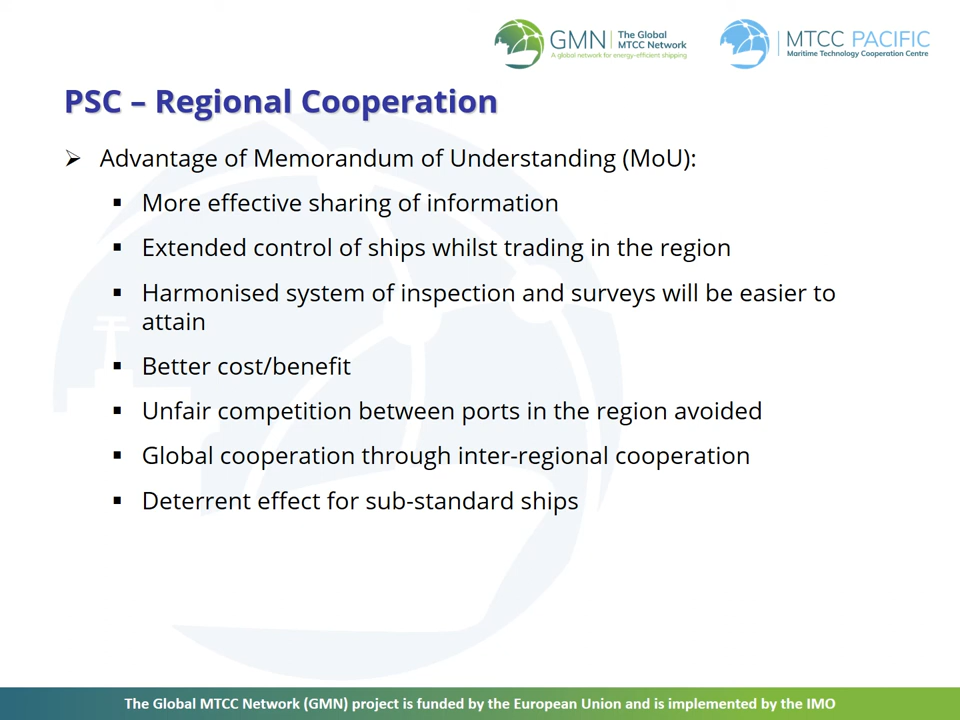 GMN
The Global
MTCC Network
A global network for energy-efficient shipping
MTCC PACIFIC
Maritime Technology Cooperation Centre
PSC – Regional Cooperation
➢ Advantage of Memorandum of Understanding (MoU):
▪ More effective sharing of information
▪ Extended control of ships whilst trading in the region
▪ Harmonised system of inspection and surveys will be easier to
attain
▪ Better cost/benefit
▪ Unfair competition between ports in the region avoided
▪ Global cooperation through inter-regional cooperation
▪ Deterrent effect for sub-standard ships
The Global MTCC Network (GMN) project is funded by the European Union and is implemented by the IMO